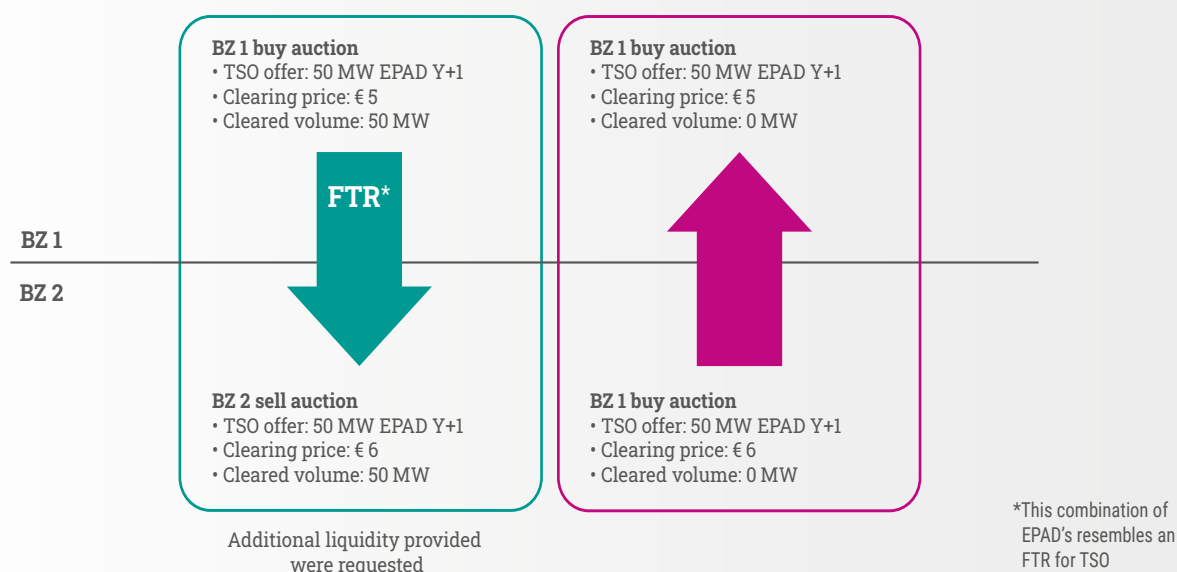 BZ 1 buy auction
• TSO offer: 50 MW EPAD Y+1
• Clearing price: € 5
• Cleared volume: 50 MW
FTR*
BZ 1 buy auction
• TSO offer: 50 MW EPAD Y+1
• Clearing price: € 5
• Cleared volume: 0 MW
BZ 1
BZ 2
BZ 2 sell auction
• TSO offer: 50 MW EPAD Y+1
• Clearing price: € 6
• Cleared volume: 50 MW
BZ 1 buy auction
• TSO offer: 50 MW EPAD Y+1
• Clearing price: € 6
• Cleared volume: 0 MW
Additional liquidity provided
were requested
*This combination of
EPAD's resembles an
FTR for TSO